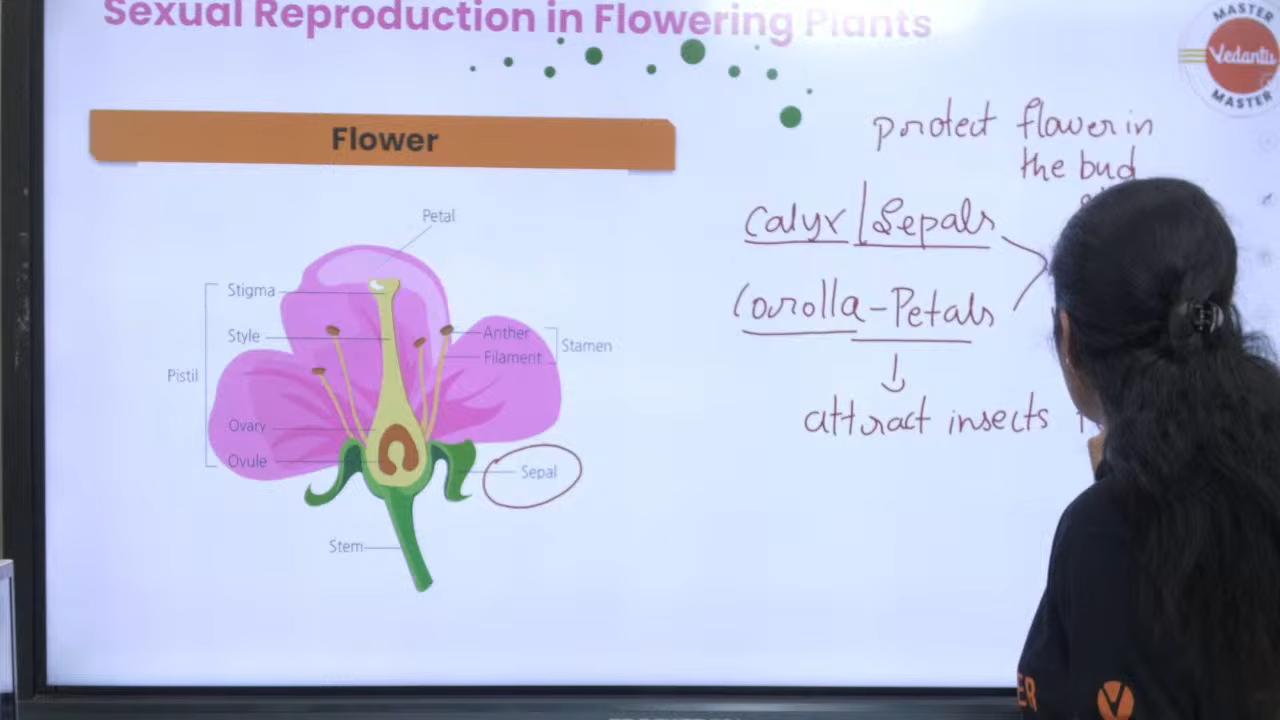 Sexual Reproduction in Flowering Plants
MASTER
Vedantu
MASTER
Flower
protect flower in
the bud
Calyx | Sepals
Corolla - Petals
attract insects
Petal
Stigma
Style
Pistil
Ovary
Ovule
Anther
Filament
Stamen
Sepal
Stem
ER
V